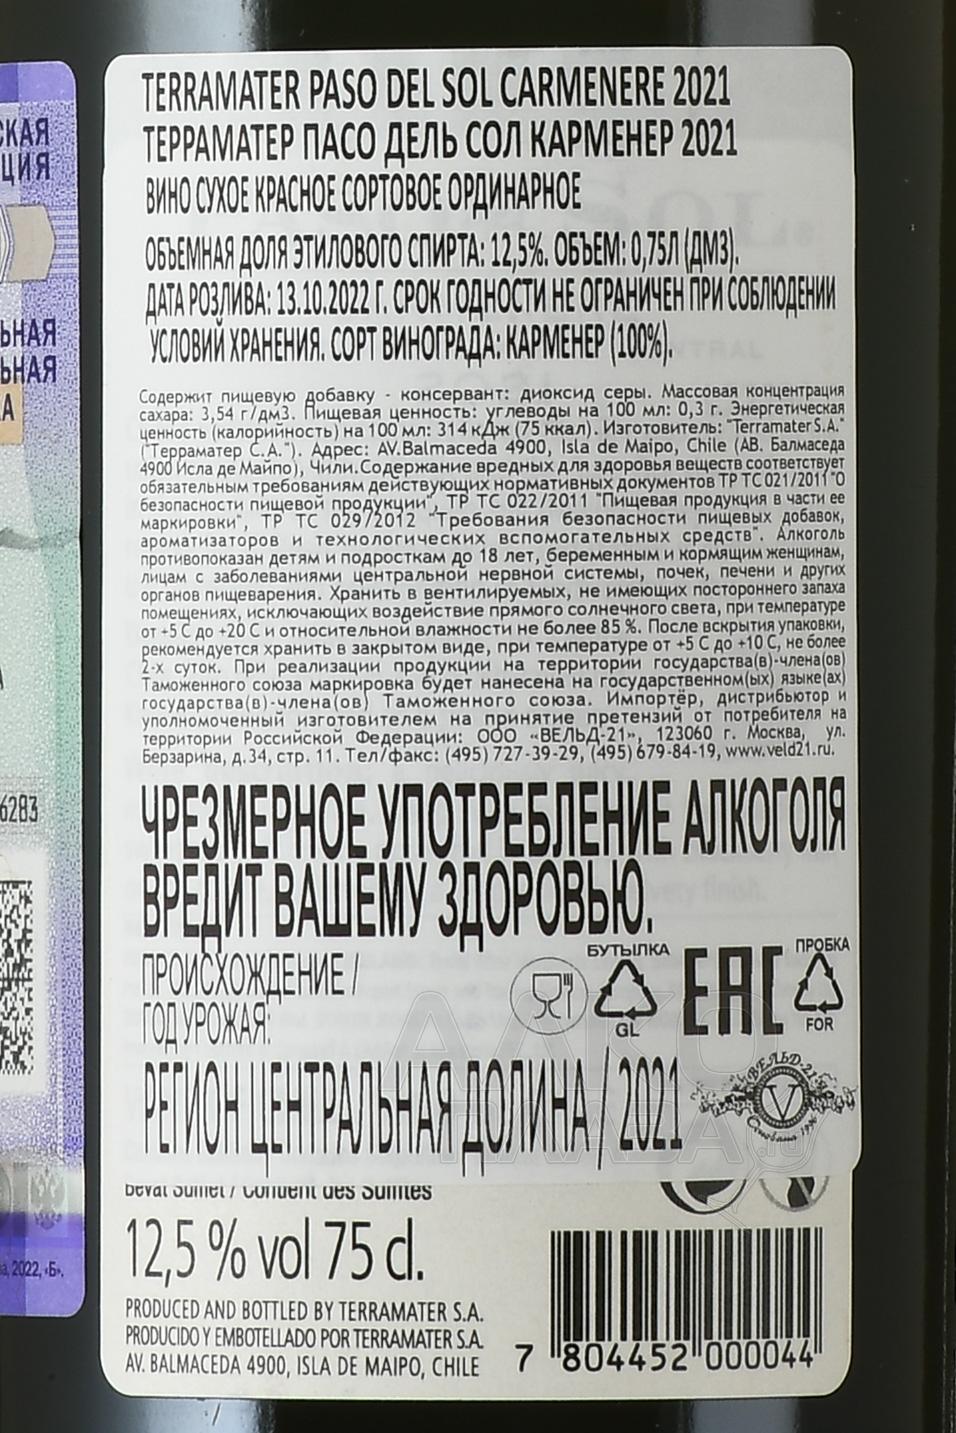 TERRAMATER PASO DEL SOL CARMENERE 2021
ТЕРРАМАТЕР ПАСО ДЕЛЬ СОЛ КАРМЕНЕР 2021
ВИНО СУХОЕ КРАСНОЕ СОРТОВОЕ ОРДИНАРНОЕ
ОБЪЕМНАЯ ДОЛЯ ЭТИЛОВОГО СПИРТА: 12,5%. ОБЪЕМ: 0,75Л (ДМ3).
ДАТА РОЗЛИВА: 13.10.2022 Г. СРОК ГОДНОСТИ НЕ ОГРАНИЧЕН ПРИ СОБЛЮДЕНИИ
УСЛОВИЙ ХРАНЕНИЯ. СОРТ ВИНОГРАДА: КАРМЕНЕР (100%).
Содержит пищевую добавку - консервант: диоксид серы. Массовая концентрация
сахара: 3,54 г/дм3. Пищевая ценность: углеводы на 100 мл: 0,3 г. Энергетическая
ценность (калорийность) на 100 мл: 314 кДж (75 ккал). Изготовитель: "Terramater S.A."
("Терраматер С.А."). Адрес: AV.Balmaceda 4900, Isla de Maipo, Chile (АВ. Балмаседа
4900 Исла де Майпо), Чили.Содержание вредных для здоровья веществ соответствует
обязательным требованиям действующих нормативных документов ТР ТС 021/2011 "О
безопасности пищевой продукции", ТР ТС 022/2011 "Пищевая продукция в части ее
маркировки", ТР ТС 029/2012 "Требования безопасности пищевых добавок,
ароматизаторов и технологических вспомогательных средств". Алкоголь
противопоказан детям и подросткам до 18 лет, беременным и кормящим женщинам,
лицам с заболеваниями центральной нервной системы, почек, печени и других
органов пищеварения. Хранить в вентилируемых, не имеющих постороннего запаха
помещениях, исключающих воздействие прямого солнечного света, при температуре
от +5 С до +20 С и относительной влажности не более 85 %. После вскрытия упаковки,
рекомендуется хранить в закрытом виде, при температуре от +5 С до +10 С, не более
2-х суток. При реализации продукции на территории государства(в)-члена(ов)
Таможенного союза маркировка будет нанесена на государственном(ых) языке(ах)
государства(в)-члена(ов) Таможенного союза. Импортёр, дистрибьютор и
уполномоченный изготовителем на принятие претензий от потребителя на
территории Российской Федерации: ООО «ВЕЛЬД-21», 123060 г. Москва, ул.
Берзарина, д.34, стр. 11. Тел/факс: (495) 727-39-29, (495) 679-84-19, www.veld21.ru.
ЧРЕЗМЕРНОЕ УПОТРЕБЛЕНИЕ АЛКОГОЛЯ
ВРЕДИТ ВАШЕМУ ЗДОРОВЬЮ.
ПРОИСХОЖДЕНИЕ /
ГОД УРОЖАЯ:
БУТЫЛКА
GL
EAC
ПРОБКА
FOR
РЕГИОН ЦЕНТРАЛЬНАЯ ДОЛИНА / 2021
ВЕЛЬД-21
V
Основана 1996
Bevat Sulfiet / Contient des Sulfites
12,5 % vol 75 cl.
PRODUCED AND BOTTLED BY TERRAMATER S.A.
PRODUCIDO Y EMBOTELLADO POR TERRAMATER S.A.
AV. BALMACEDA 4900, ISLA DE MAIPO, CHILE
7 804452 000044
СКАЯ
ЦИЯ
ЬНАЯ
ЬНАЯ
А
6283
2022, «Б».